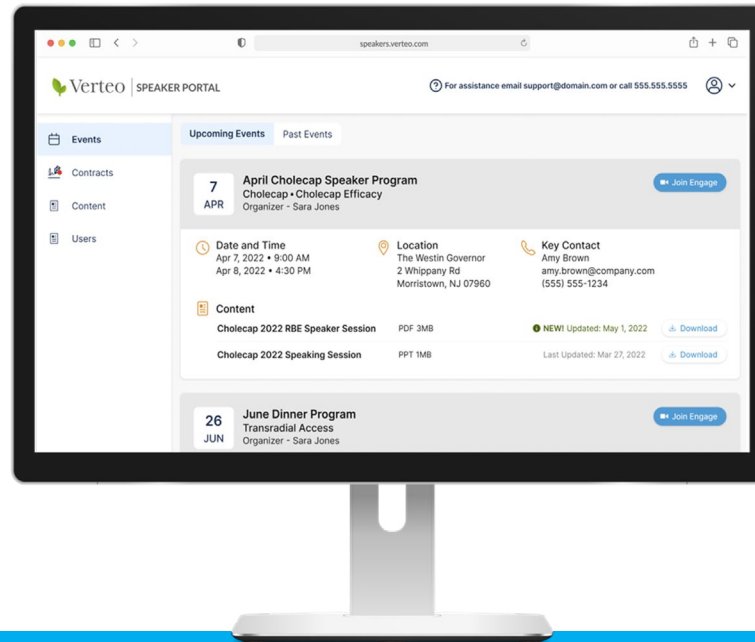 speakers.verteo.com
Verteo SPEAKER PORTAL
For assistance email support@domain.com or call 555.555.5555
Events
Contracts
Content
Users
Upcoming Events Past Events
7
APR
April Cholecap Speaker Program
Cholecap • Cholecap Efficacy
Organizer - Sara Jones
Join Engage
Date and Time
Apr 7, 2022 • 9:00 AM
Apr 8, 2022 • 4:30 PM
Location
The Westin Governor
2 Whippany Rd
Morristown, NJ 07960
Key Contact
Amy Brown
amy.brown@company.com
(555) 555-1234
Content
Cholecap 2022 RBE Speaker Session PDF 3MB NEW! Updated: May 1, 2022 Download
Cholecap 2022 Speaking Session PPT 1MB Last Updated: Mar 27, 2022 Download
26
JUN
June Dinner Program
Transradial Access
Organizer - Sara Jones
Join Engage